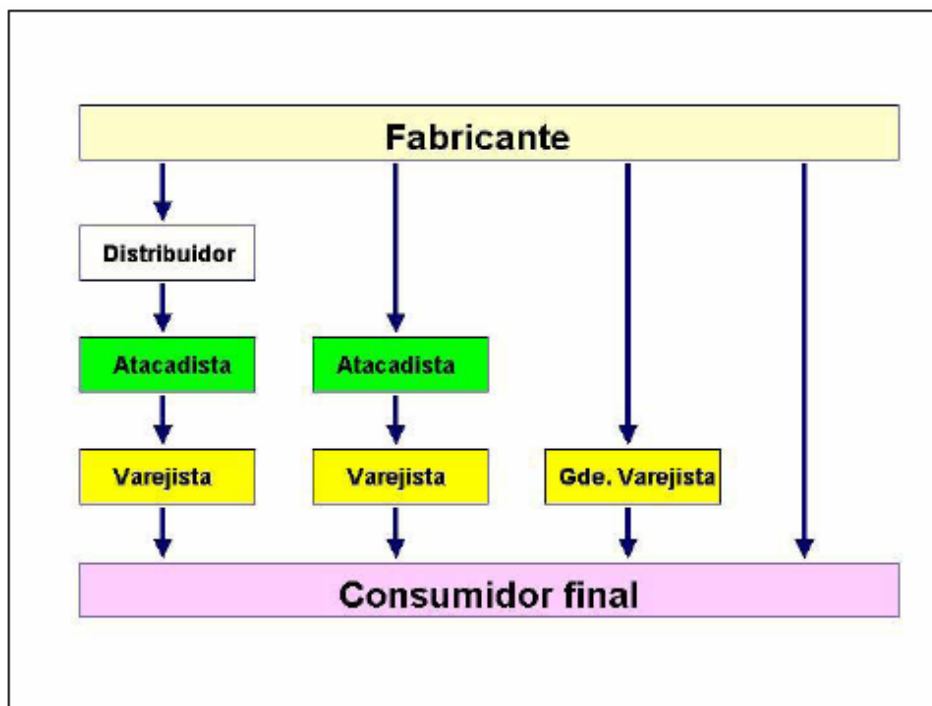 Fabricante
Distribuidor
Atacadista
Atacadista
Varejista
Varejista
Gde. Varejista
Consumidor final